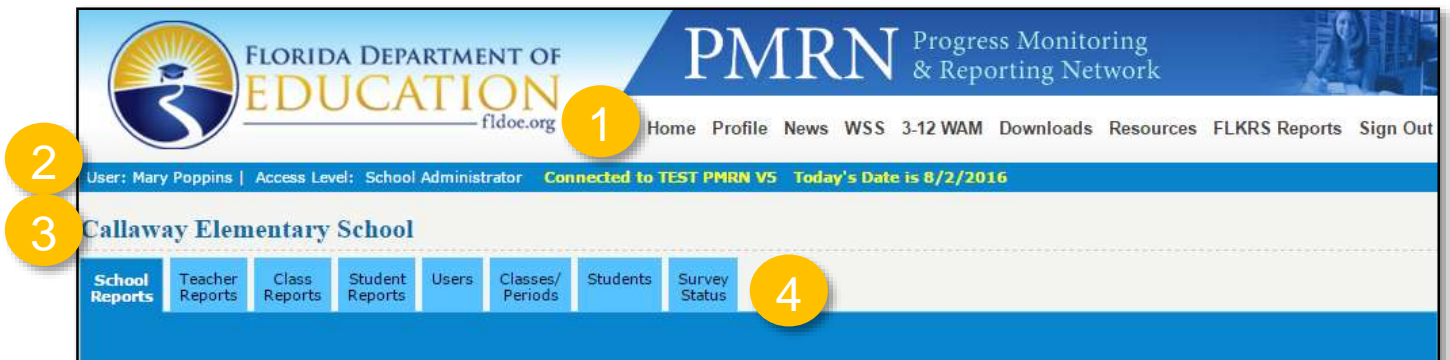 FLORIDA DEPARTMENT OF
EDUCATION
fldoe.org
PMRN Progress Monitoring
& Reporting Network
1
Home Profile News WSS 3-12 WAM Downloads Resources FLKRS Reports Sign Out
2
User: Mary Poppins | Access Level: School Administrator Connected to TEST PMRN V5 Today's Date is 8/2/2016
3
Callaway Elementary School
School Reports
Teacher Reports
Class Reports
Student Reports
Users
Classes/ Periods
Students
Survey Status
4